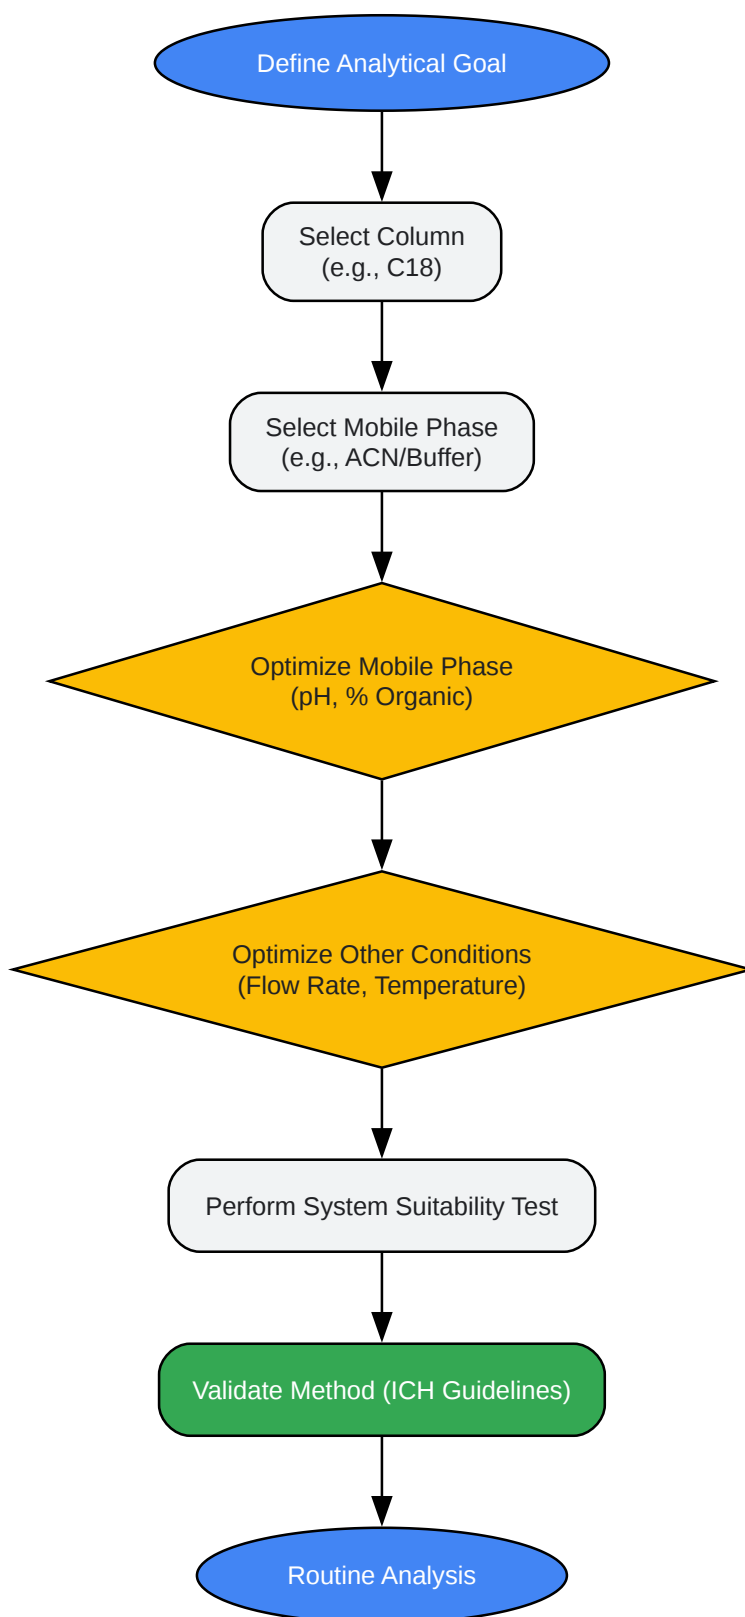 Define Analytical Goal
Select Column
(e.g., C18)
Select Mobile Phase
(e.g., ACN/Buffer)
Optimize Mobile Phase
(pH, % Organic)
Optimize Other Conditions
(Flow Rate, Temperature)
Perform System Suitability Test
Validate Method (ICH Guidelines)
Routine Analysis